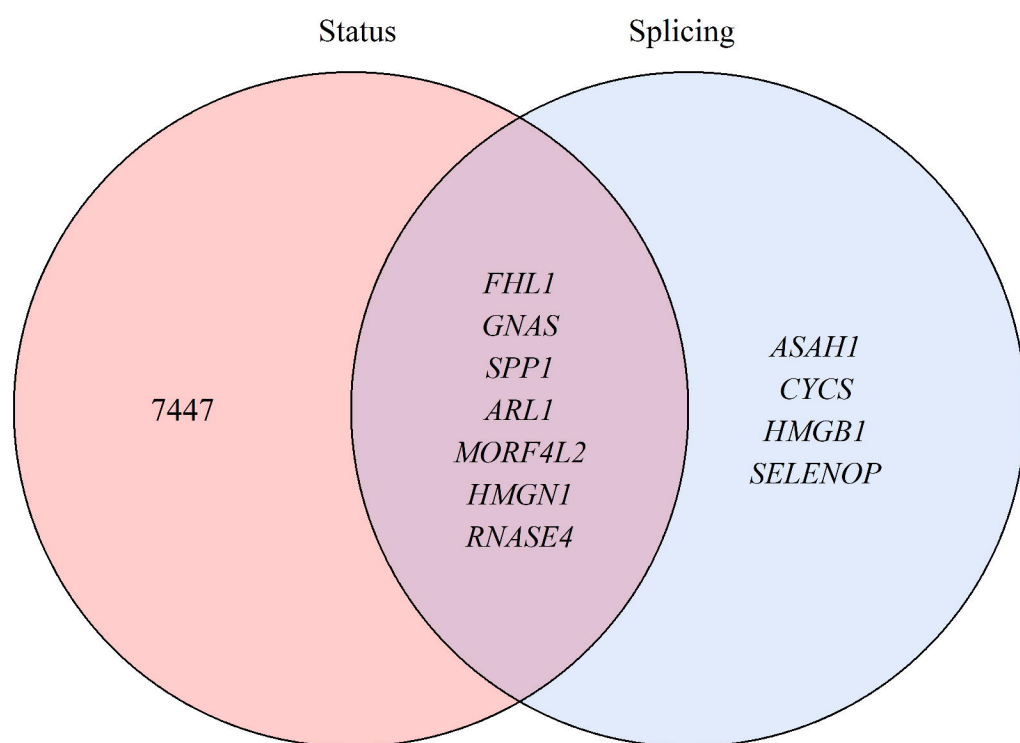 Status
Splicing
7447
FHL1
GNAS
SPP1
ARL1
MORF4L2
HMGN1
RNASE4
ASAH1
CYCS
HMGB1
SELENOP